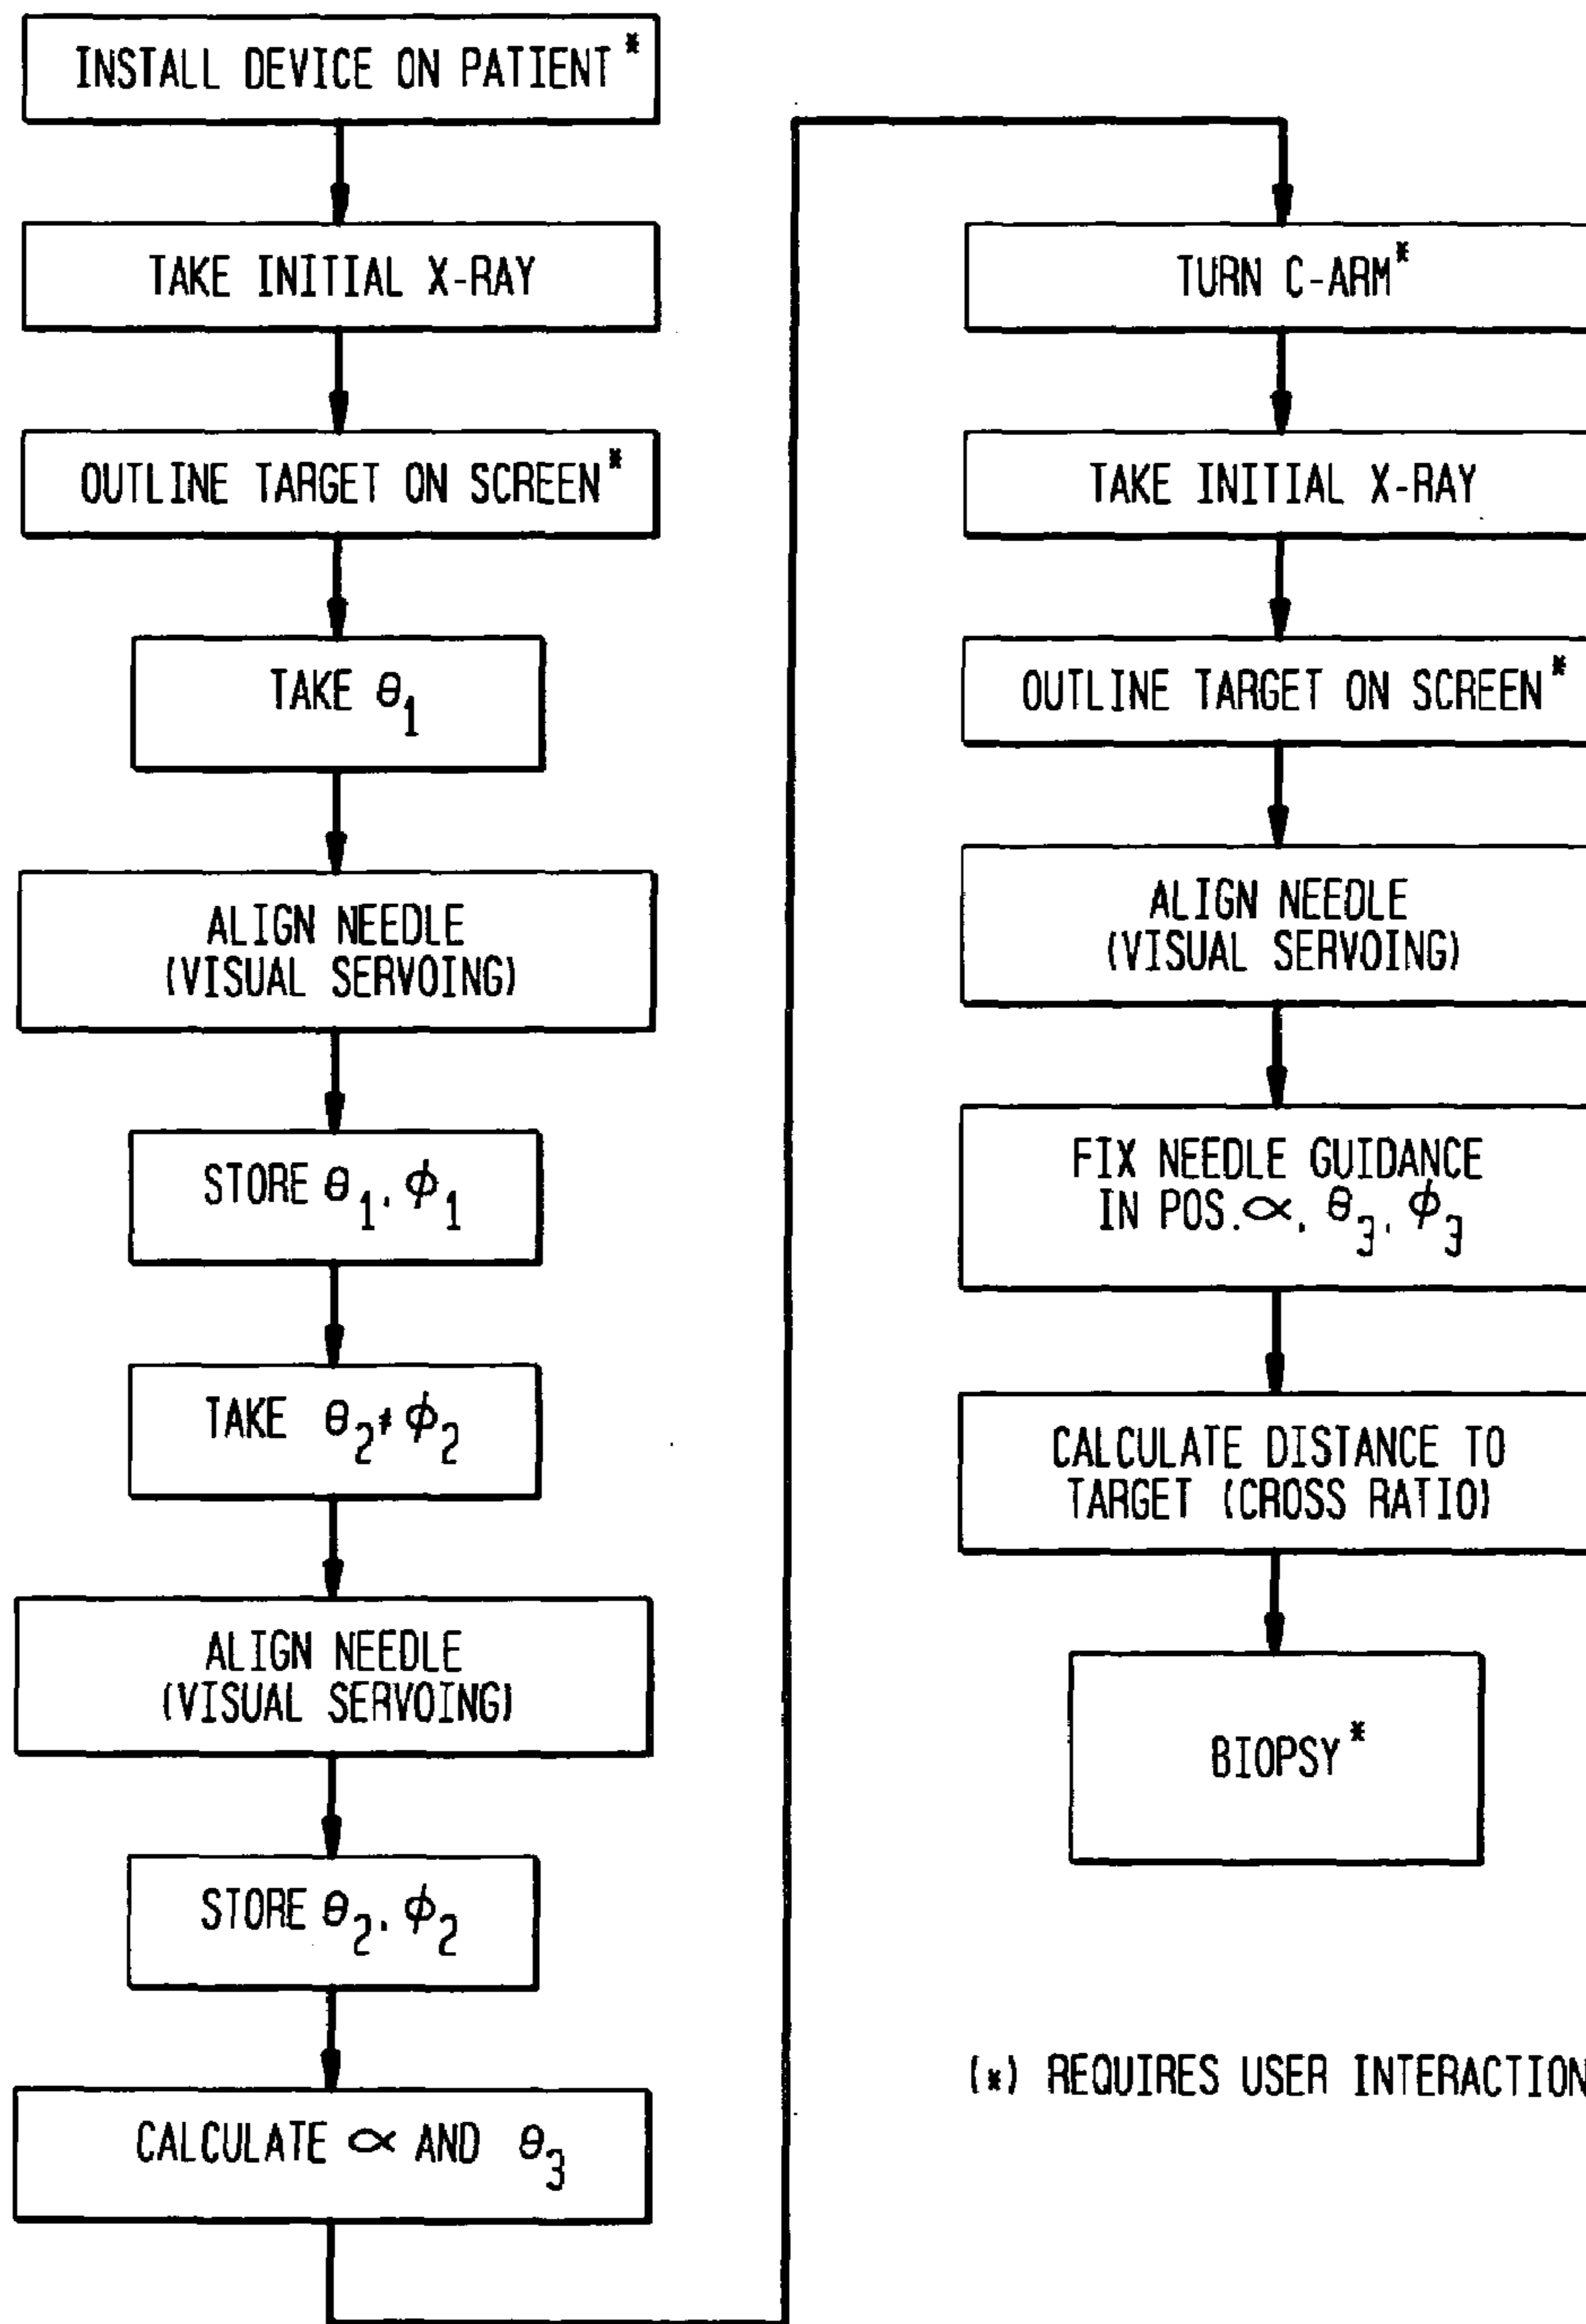 INSTALL DEVICE ON PATIENT*
TAKE INITIAL X-RAY
OUTLINE TARGET ON SCREEN*
TAKE θ1
ALIGN NEEDLE
(VISUAL SERVOING)
STORE θ1, ϕ1
TAKE θ2* ϕ2
ALIGN NEEDLE
(VISUAL SERVOING)
STORE θ2, ϕ2
CALCULATE ∝ AND θ3
TURN C-ARM*
TAKE INITIAL X-RAY
OUTLINE TARGET ON SCREEN*
ALIGN NEEDLE
(VISUAL SERVOING)
FIX NEEDLE GUIDANCE
IN POS.∝, θ3, ϕ3
CALCULATE DISTANCE TO
TARGET (CROSS RATIO)
BIOPSY*
(*) REQUIRES USER INTERACTION